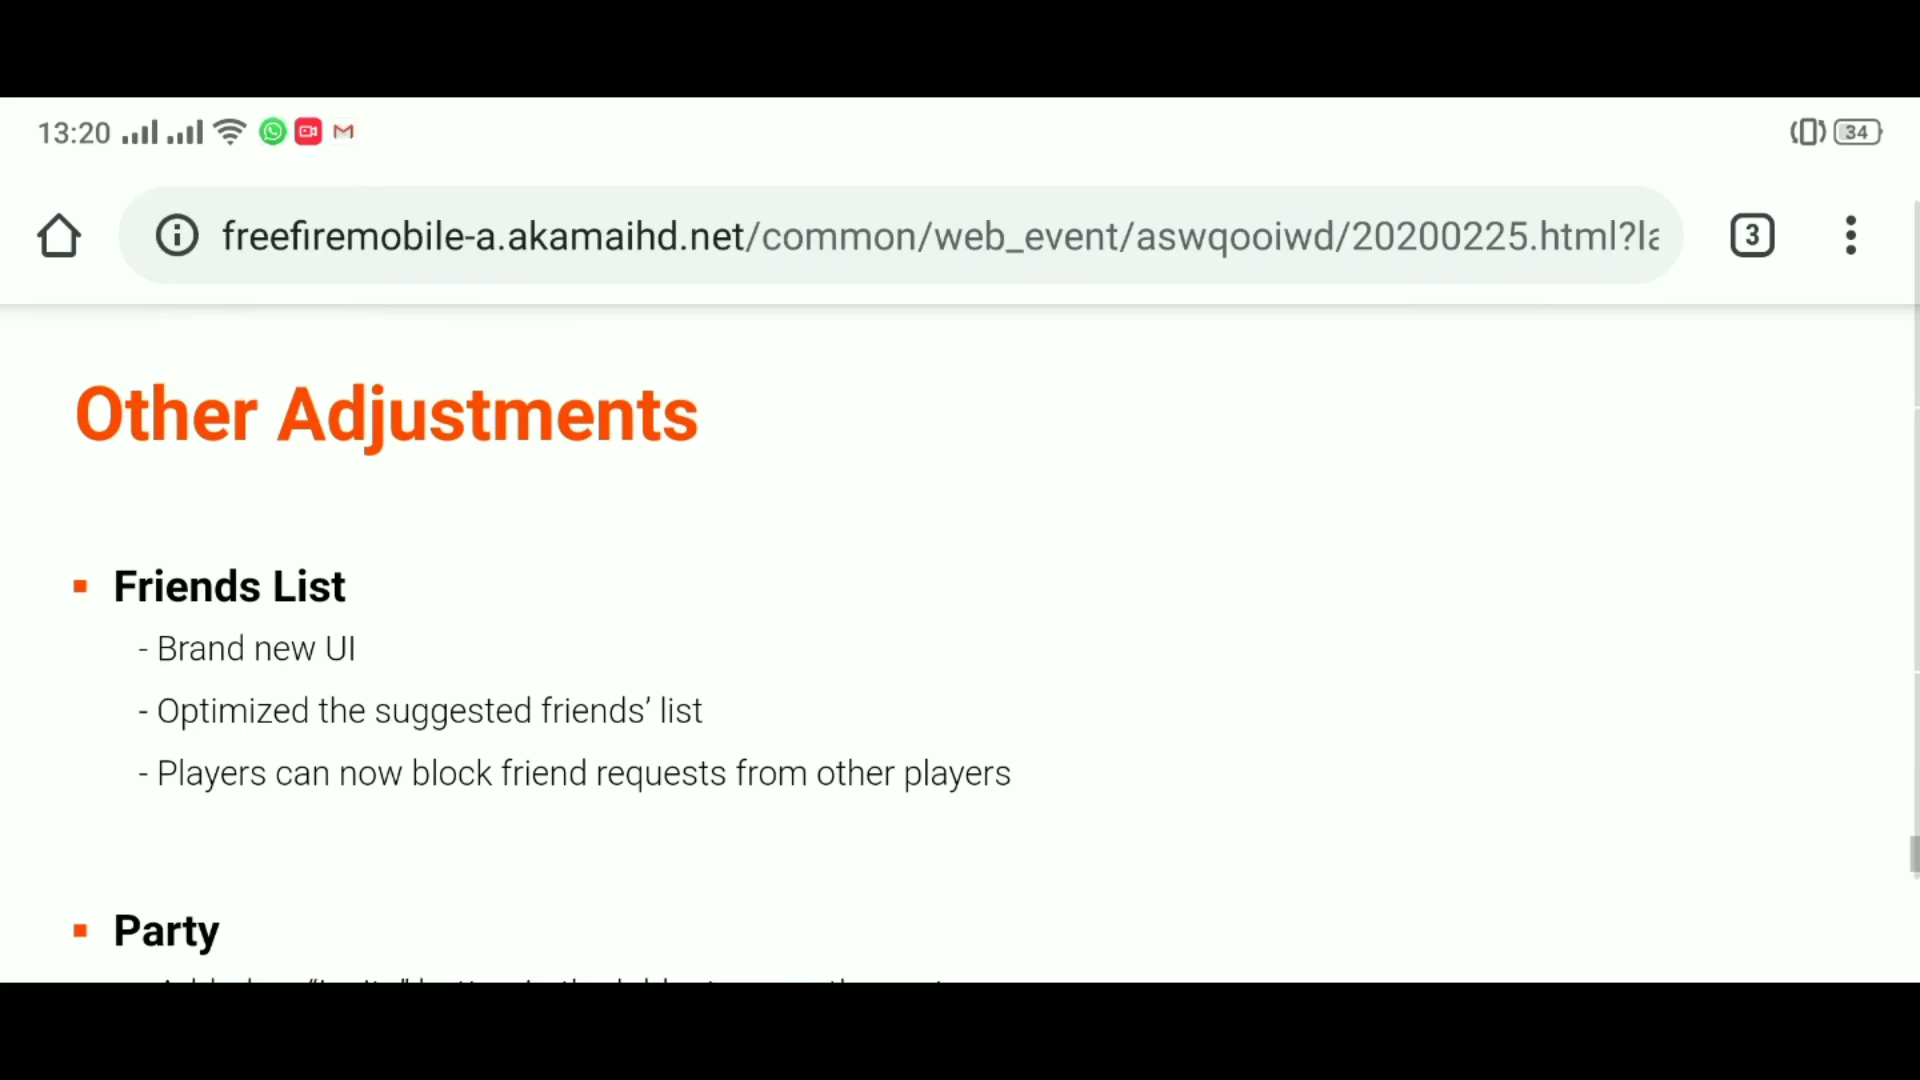 13:20
34
freefiremobile-a.akamaihd.net/common/web_event/aswqooiwd/20200225.html?la
3
Other Adjustments
▪ Friends List
- Brand new UI
- Optimized the suggested friends’ list
- Players can now block friend requests from other players
▪ Party